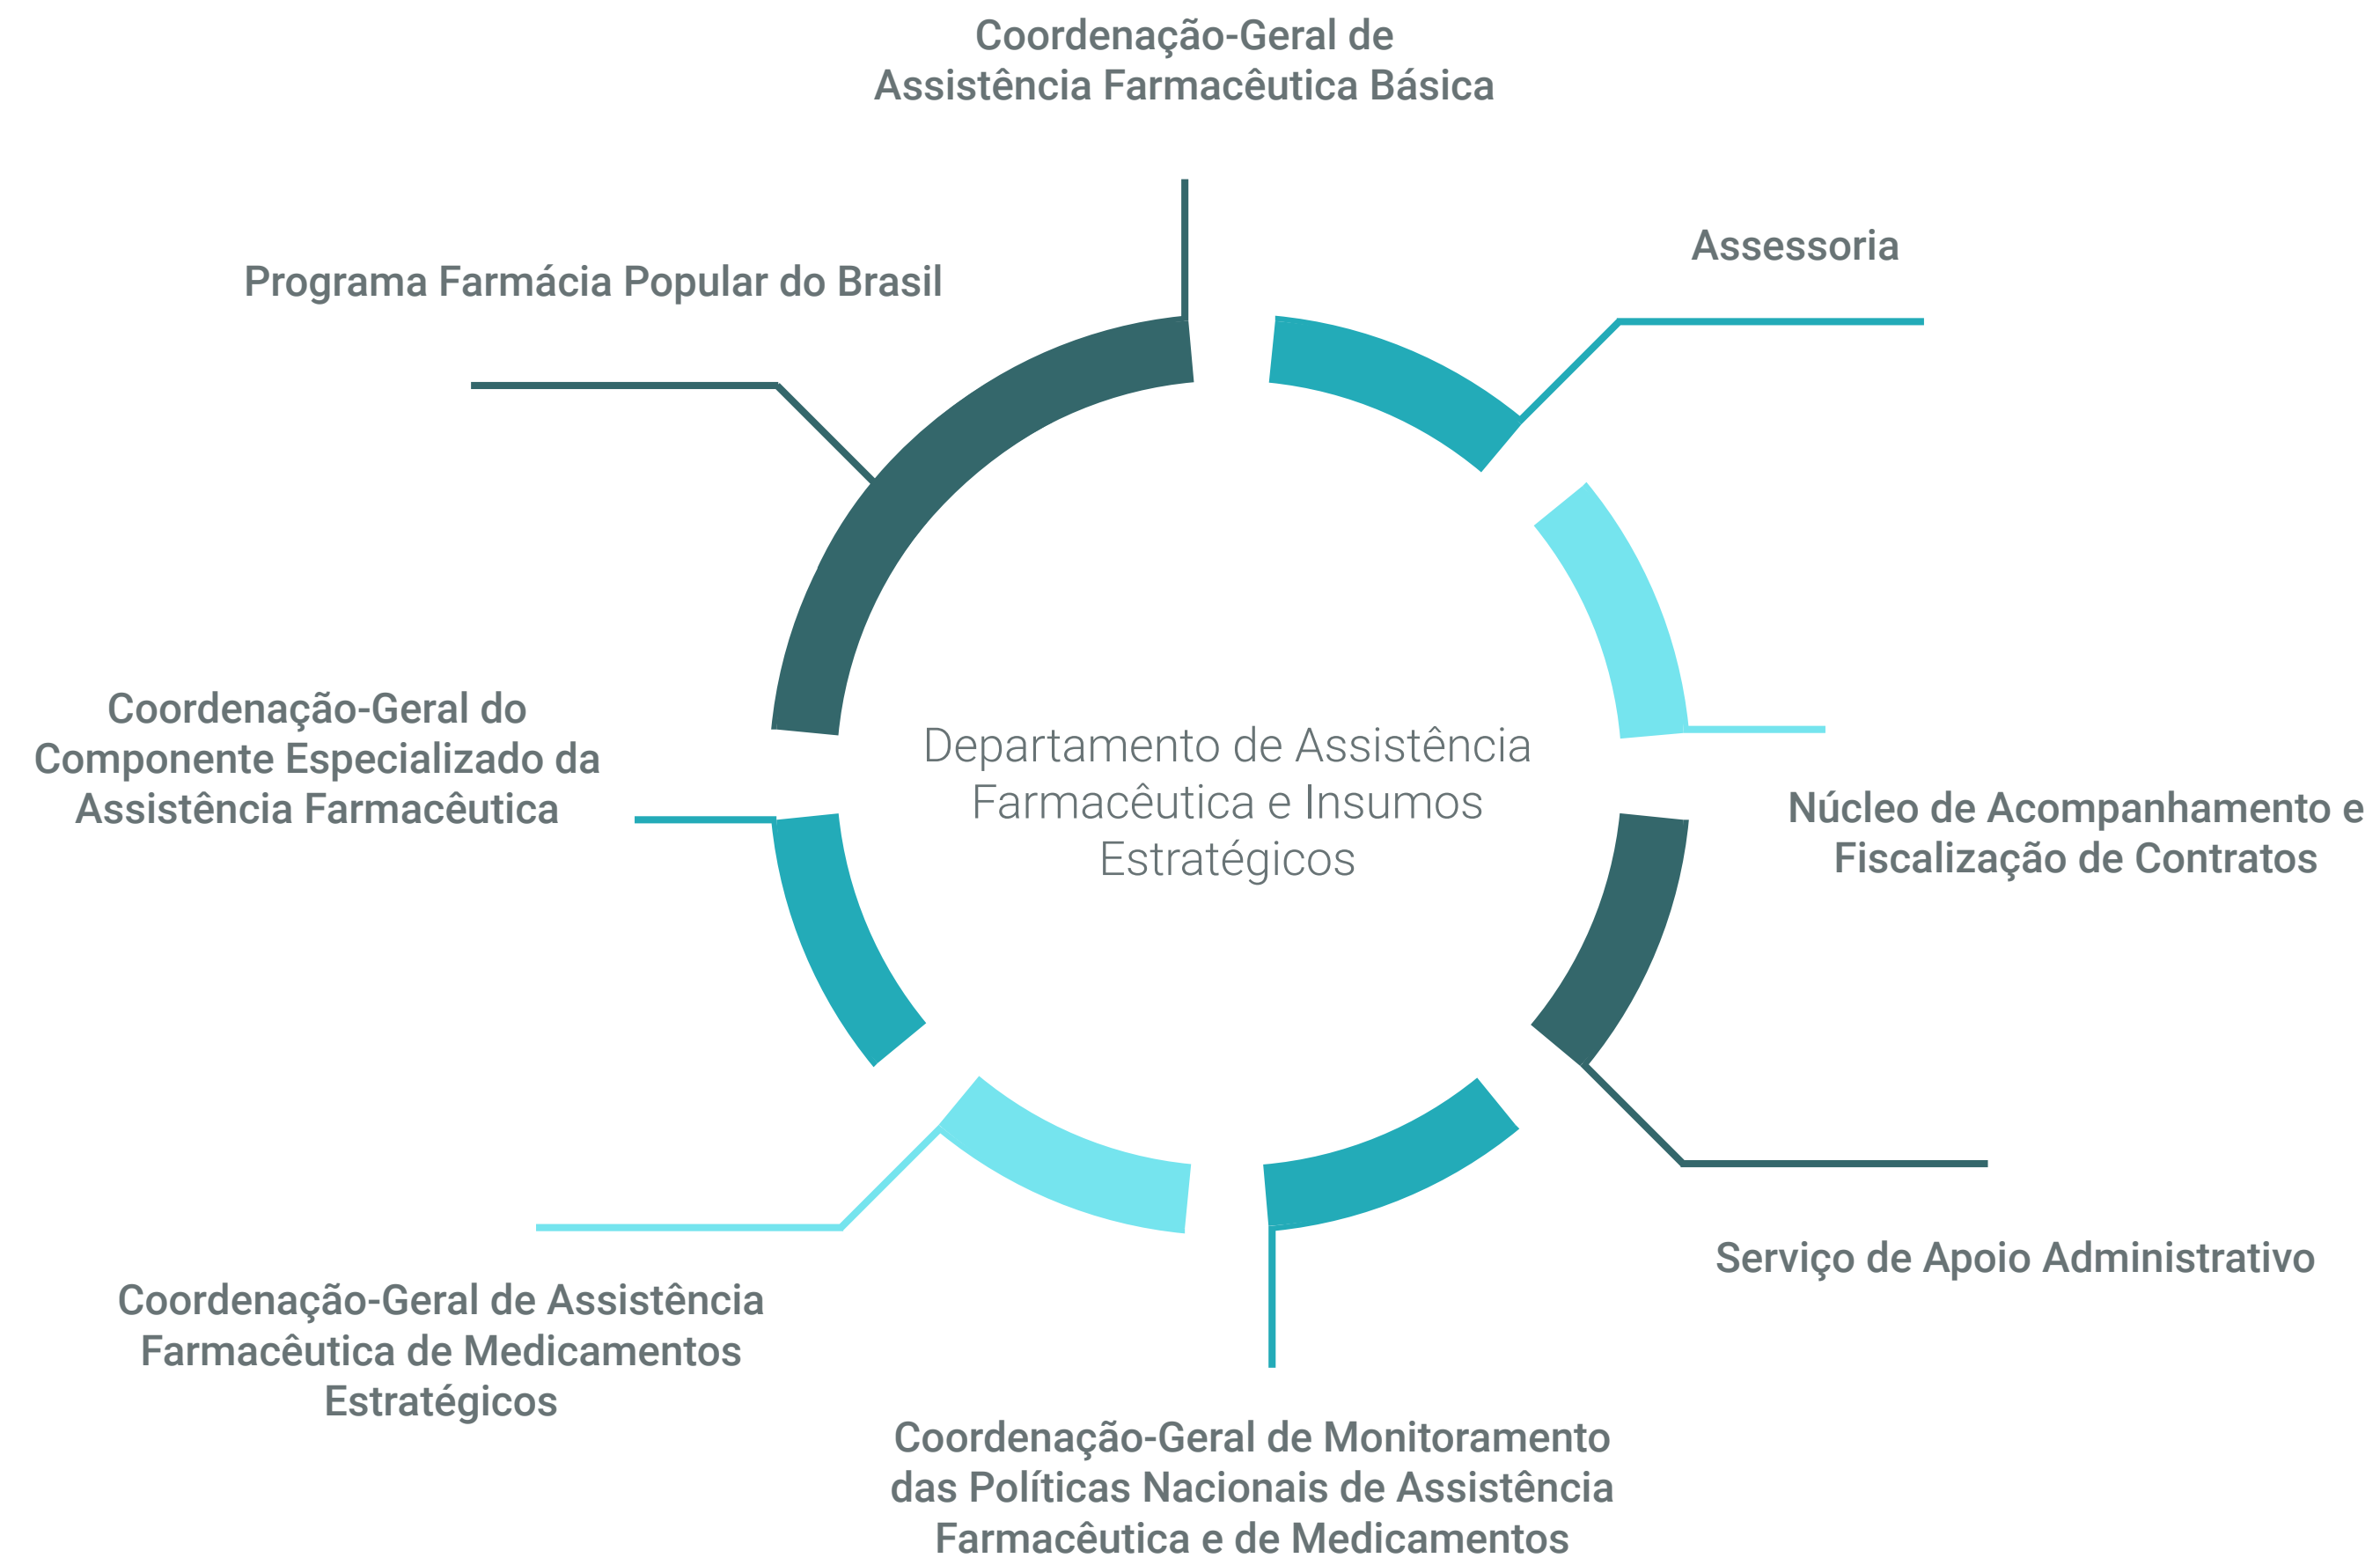 Coordenação-Geral de
Assistência Farmacêutica Básica
Assessoria
Programa Farmácia Popular do Brasil
Coordenação-Geral do
Componente Especializado da
Assistência Farmacêutica
Departamento de Assistência
Farmacêutica e Insumos
Estratégicos
Núcleo de Acompanhamento e
Fiscalização de Contratos
Serviço de Apoio Administrativo
Coordenação-Geral de Assistência
Farmacêutica de Medicamentos
Estratégicos
Coordenação-Geral de Monitoramento
das Políticas Nacionais de Assistência
Farmacêutica e de Medicamentos